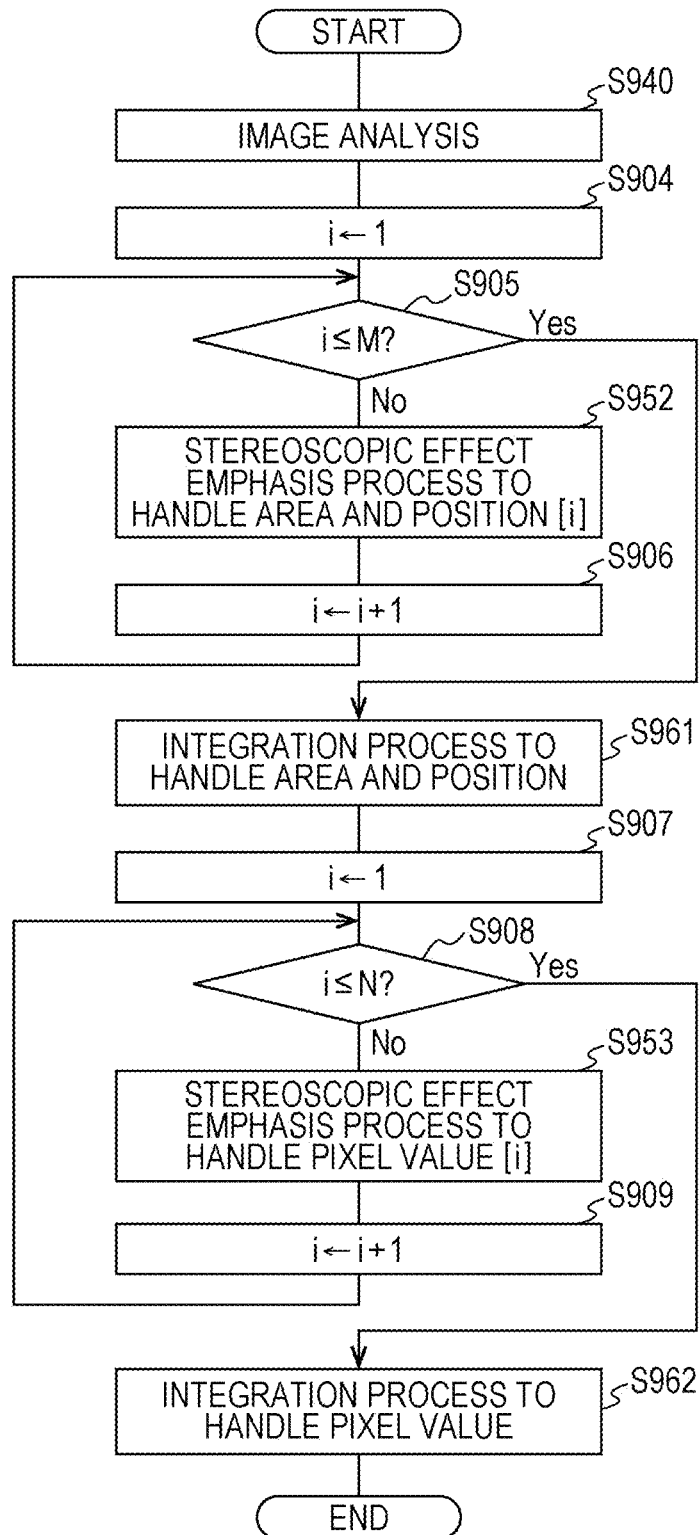 START
S940
IMAGE ANALYSIS
S904
i←1
S905
i≤M?
Yes
No
S952
STEREOSCOPIC EFFECT
EMPHASIS PROCESS TO
HANDLE AREA AND POSITION [i]
S906
i←i+1
S961
INTEGRATION PROCESS TO
HANDLE AREA AND POSITION
S907
i←1
S908
i≤N?
Yes
No
S953
STEREOSCOPIC EFFECT
EMPHASIS PROCESS TO
HANDLE PIXEL VALUE [i]
S909
i←i+1
S962
INTEGRATION PROCESS TO
HANDLE PIXEL VALUE
END